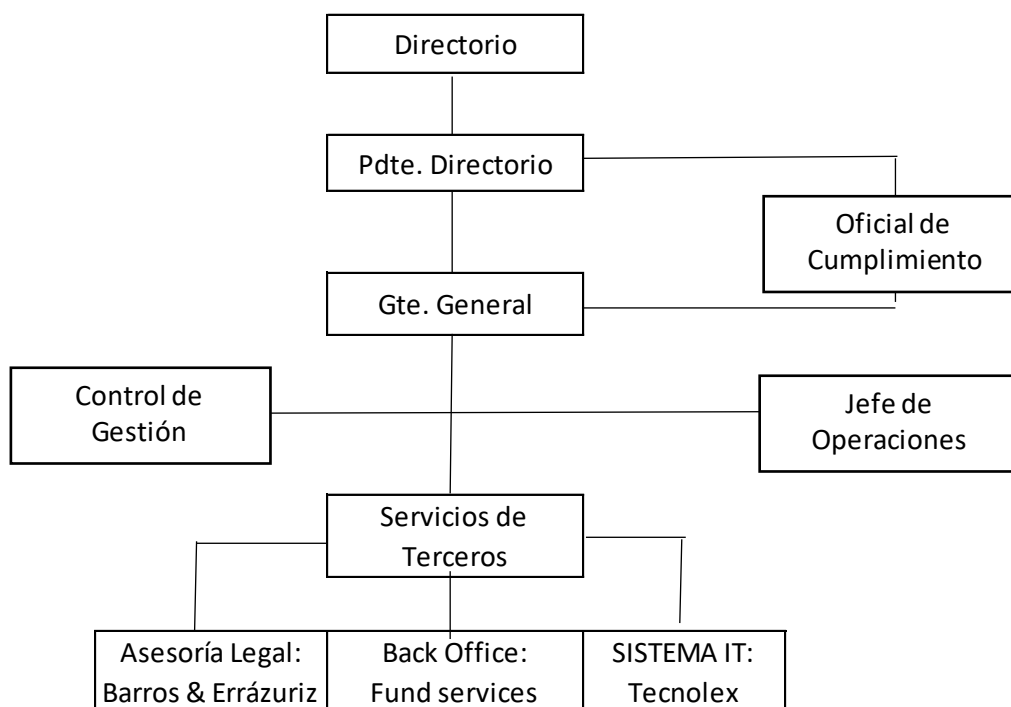 Directorio
Pdte. Directorio
Oficial de
Cumplimiento
Gte. General
Control de
Gestión
Jefe de
Operaciones
Servicios de
Terceros
Asesoría Legal:
Barros & Errázuriz
Back Office:
Fund services
SISTEMA IT:
Tecnolex